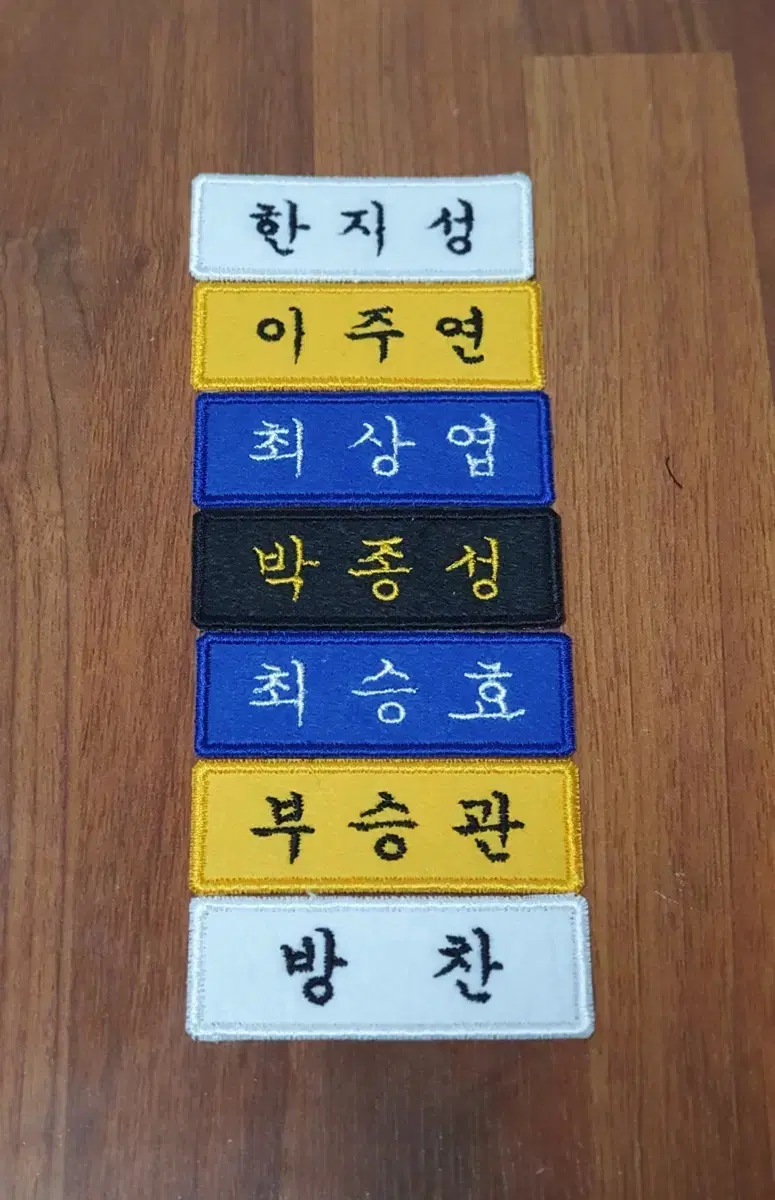 한 지 성
이 주 연
최 상 엽
박 종 성
최 승 효
부 승 관
방 찬